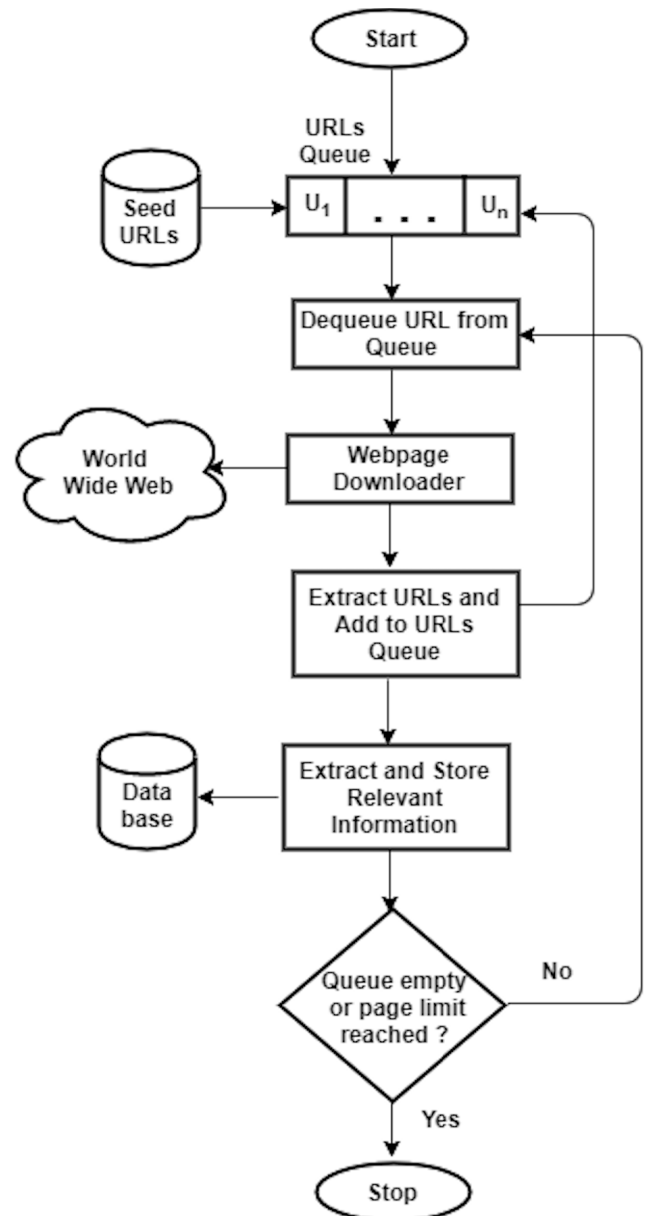 Start
URLs
Queue
Seed
URLs
U1
. . .
Un
Dequeue URL from
Queue
World
Wide Web
Webpage
Downloader
Extract URLs and
Add to URLs
Queue
Data
base
Extract and Store
Relevant
Information
Queue empty
or page limit
reached ?
No
Yes
Stop